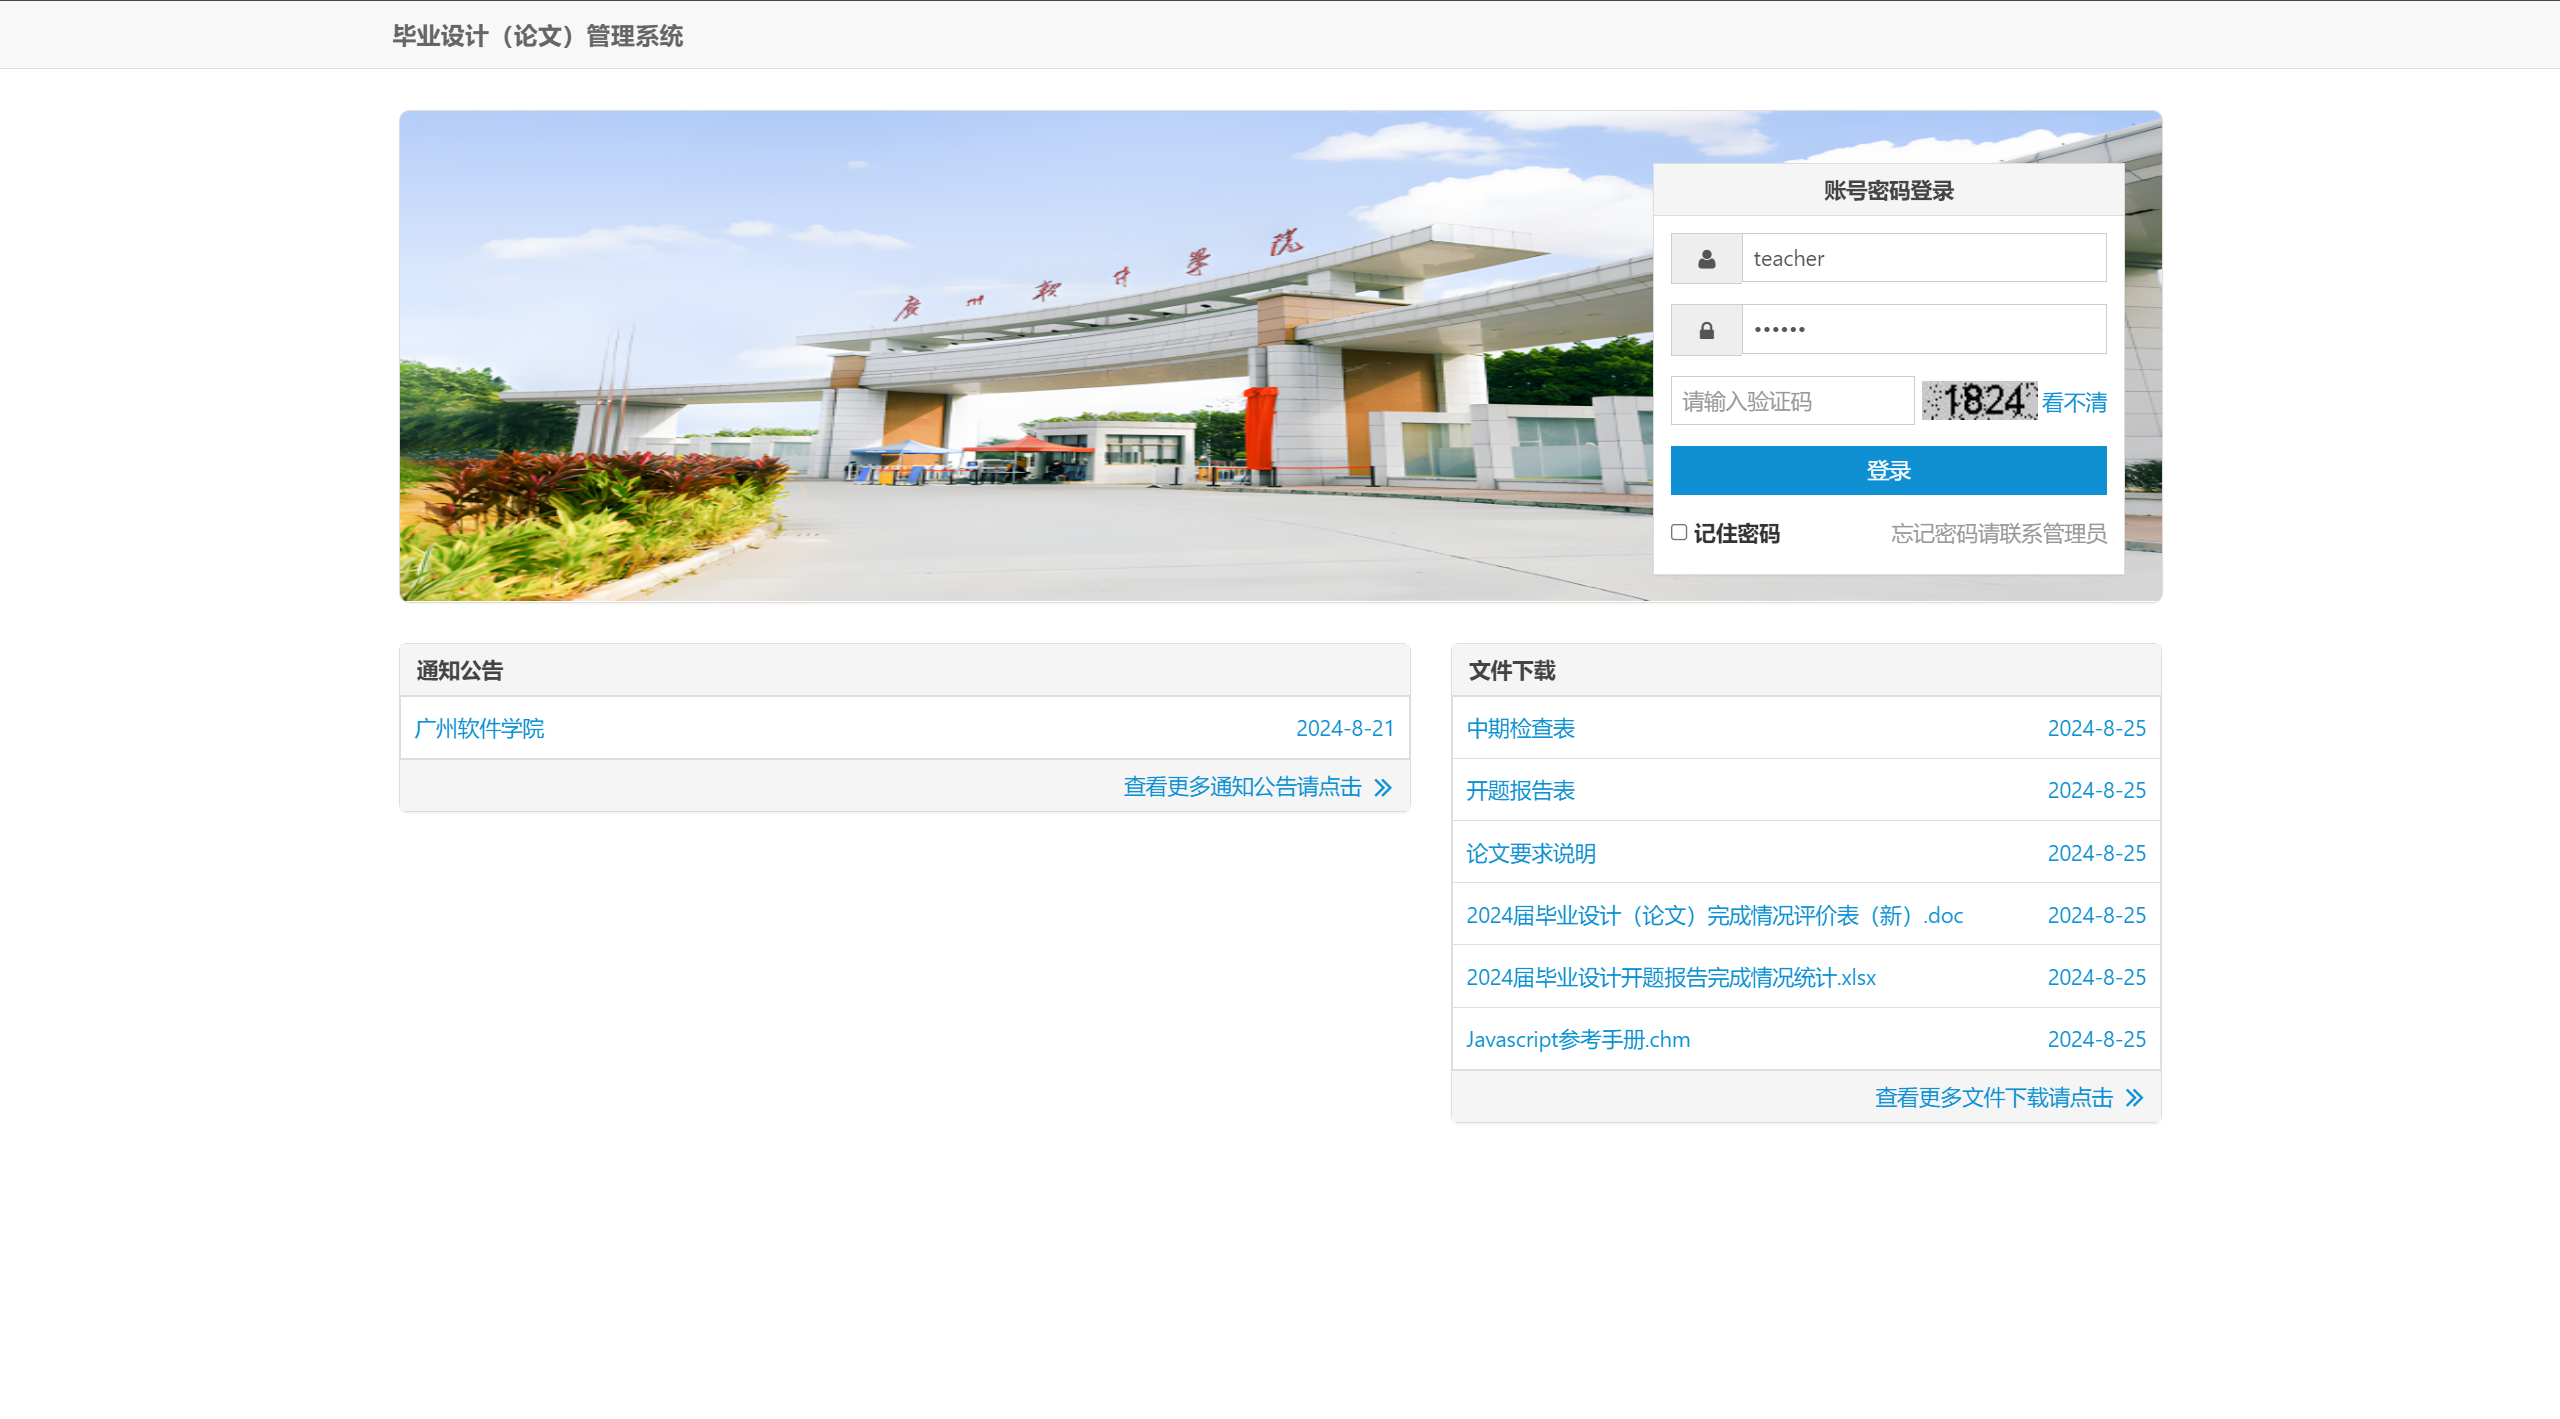 毕业设计（论文）管理系统
廣州软件学院
账号密码登录
teacher
••••••
请输入验证码 1824 看不清
登录
记住密码 忘记密码请联系管理员
通知公告
广州软件学院 2024-8-21
查看更多通知公告请点击 »
文件下载
中期检查表 2024-8-25
开题报告表 2024-8-25
论文要求说明 2024-8-25
2024届毕业设计（论文）完成情况评价表（新）.doc 2024-8-25
2024届毕业设计开题报告完成情况统计.xlsx 2024-8-25
Javascript参考手册.chm 2024-8-25
查看更多文件下载请点击 »